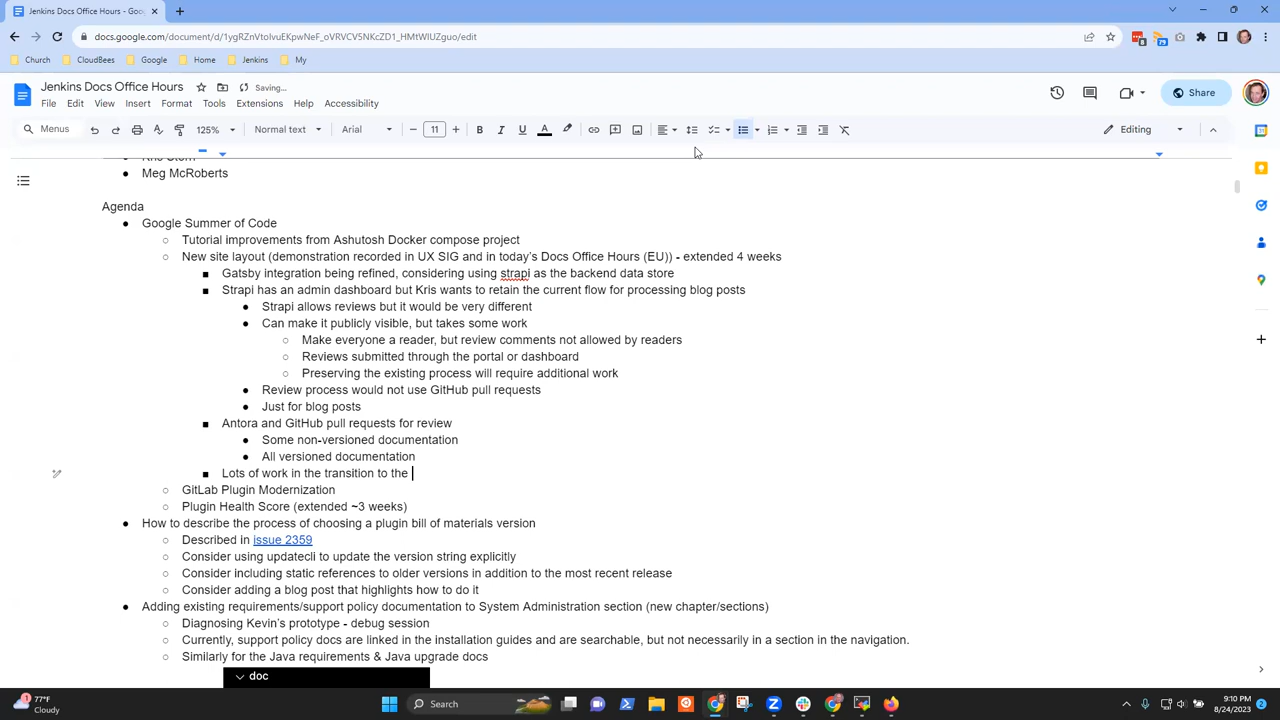 Jenkins Docs Office Hours - Goo
docs.google.com/document/d/1ygRZnVtoIvuEKpwNeF_oVRVCV5NKcZD1_HMtWIUZguo/edit
Church
CloudBees
Google
Home
Jenkins
My
Jenkins Docs Office Hours
Saving...
File
Edit
View
Insert
Format
Tools
Extensions
Help
Accessibility
Share
Menus
125%
Normal text
Arial
11
Editing
Kris Stern
Meg McRoberts
Agenda
Google Summer of Code
Tutorial improvements from Ashutosh Docker compose project
New site layout (demonstration recorded in UX SIG and in today's Docs Office Hours (EU)) - extended 4 weeks
Gatsby integration being refined, considering using strapi as the backend data store
Strapi has an admin dashboard but Kris wants to retain the current flow for processing blog posts
Strapi allows reviews but it would be very different
Can make it publicly visible, but takes some work
Make everyone a reader, but review comments not allowed by readers
Reviews submitted through the portal or dashboard
Preserving the existing process will require additional work
Review process would not use GitHub pull requests
Just for blog posts
Antora and GitHub pull requests for review
Some non-versioned documentation
All versioned documentation
Lots of work in the transition to the
GitLab Plugin Modernization
Plugin Health Score (extended ~3 weeks)
How to describe the process of choosing a plugin bill of materials version
Described in issue 2359
Consider using updatecli to update the version string explicitly
Consider including static references to older versions in addition to the most recent release
Consider adding a blog post that highlights how to do it
Adding existing requirements/support policy documentation to System Administration section (new chapter/sections)
Diagnosing Kevin's prototype - debug session
Currently, support policy docs are linked in the installation guides and are searchable, but not necessarily in a section in the navigation.
Similarly for the Java requirements & Java upgrade docs
doc
77°F
Cloudy
Search
9:10 PM
8/24/2023